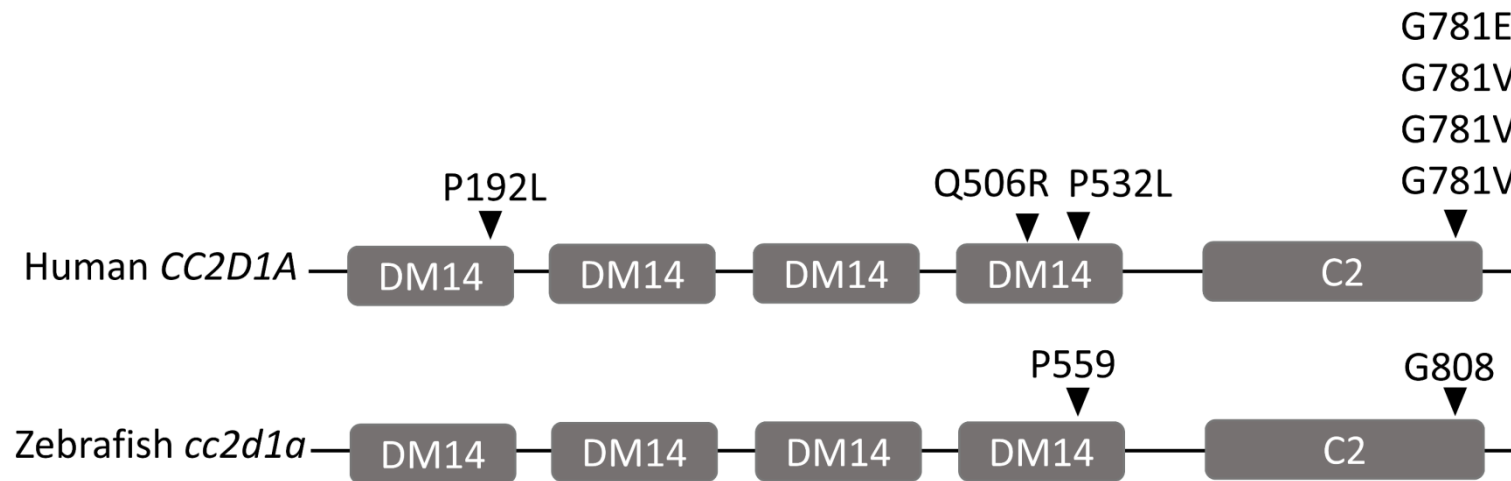 G781E
G781V
G781V
G781V
P192L
Q506R P532L
Human CC2D1A DM14 DM14 DM14 DM14 C2
P559 G808
Zebrafish cc2d1a DM14 DM14 DM14 DM14 C2